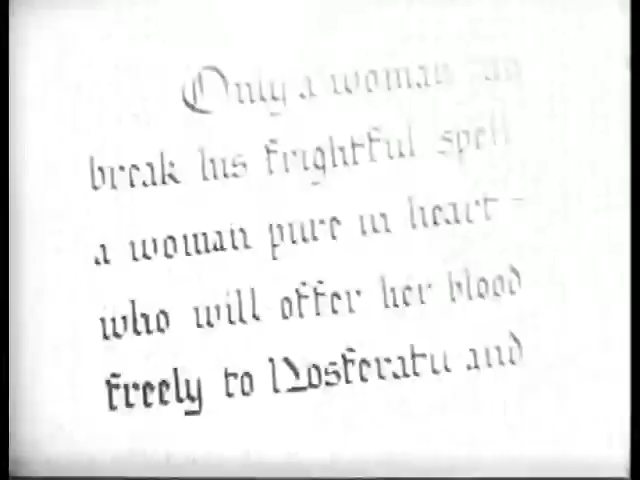 Only a woman can
break his frightful spell
a woman pure in heart -
who will offer her blood
freely to Nosferatu and